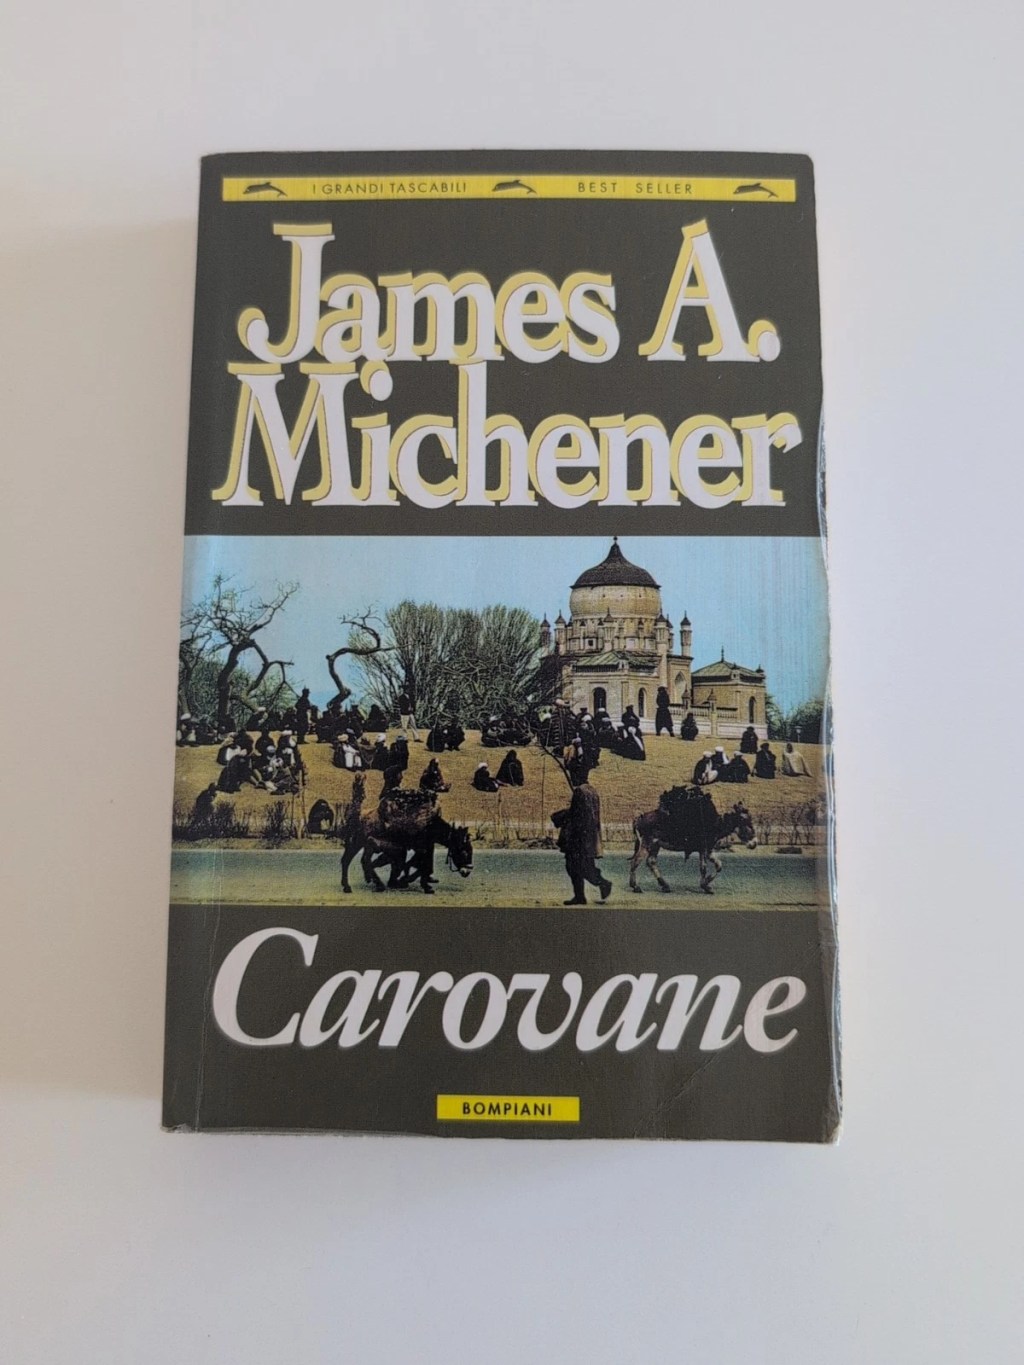 I GRANDI TASCABILI BEST SELLER
James A.
Michener
Carovane
BOMPIANI